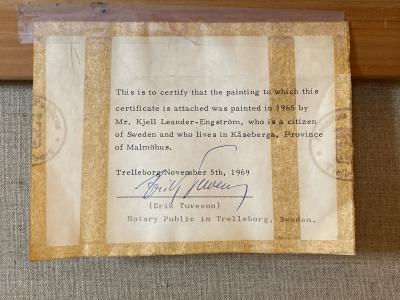 This is to certify that the painting to which this
certificate is attached was painted in 1965 by
Mr. Kjell Leander-Engström, who is a citizen
of Sweden and who lives in Kåseberga, Province
of Malmöhus.
Trelleborg November 5th, 1969
Erik Tuveson
(Erik Tuveson)
Notary Public in Trelleborg, Sweden.